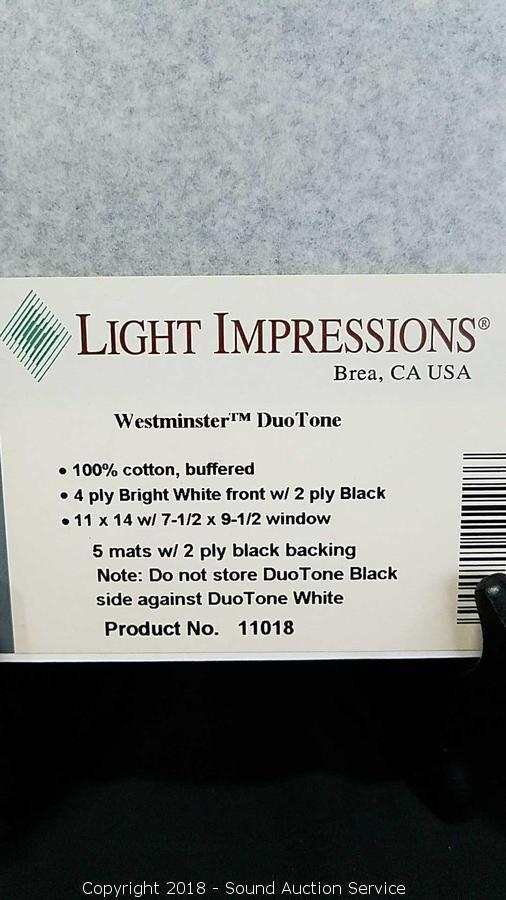 LIGHT IMPRESSIONS®
Brea, CA USA
Westminster™ DuoTone
• 100% cotton, buffered
• 4 ply Bright White front w/ 2 ply Black
• 11 x 14 w/ 7-1/2 x 9-1/2 window
5 mats w/ 2 ply black backing
Note: Do not store DuoTone Black
side against DuoTone White
Product No. 11018
Copyright 2018 - Sound Auction Service